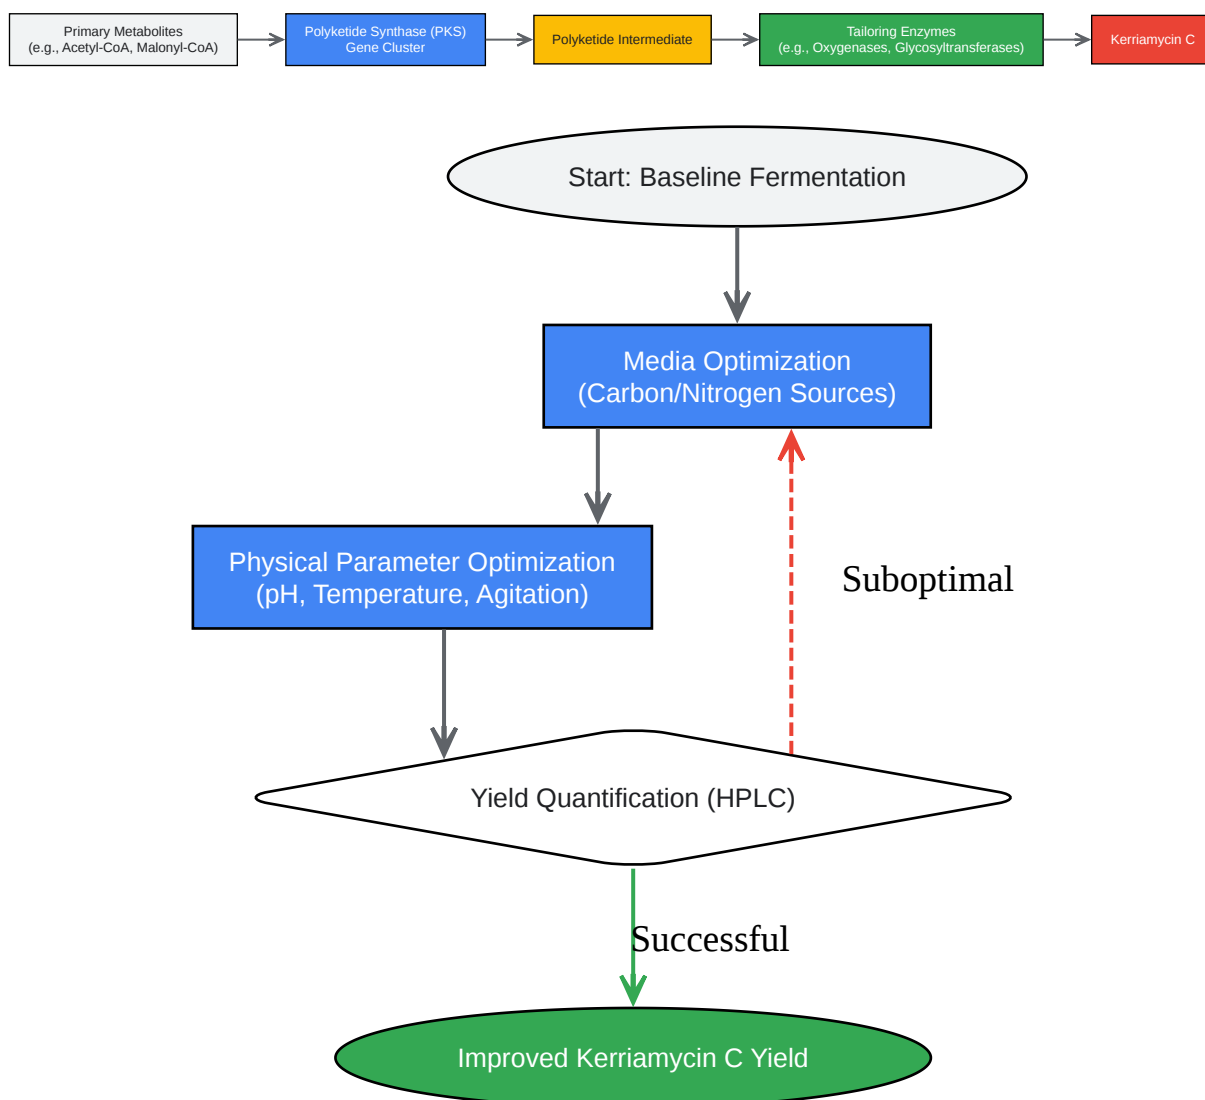 Primary Metabolites
(e.g., Acetyl-CoA, Malonyl-CoA)
Polyketide Synthase (PKS)
Gene Cluster
Polyketide Intermediate
Tailoring Enzymes
(e.g., Oxygenases, Glycosyltransferases)
Kerriamycin C
Start: Baseline Fermentation
Media Optimization
(Carbon/Nitrogen Sources)
Physical Parameter Optimization
(pH, Temperature, Agitation)
Suboptimal
Yield Quantification (HPLC)
Successful
Improved Kerriamycin C Yield